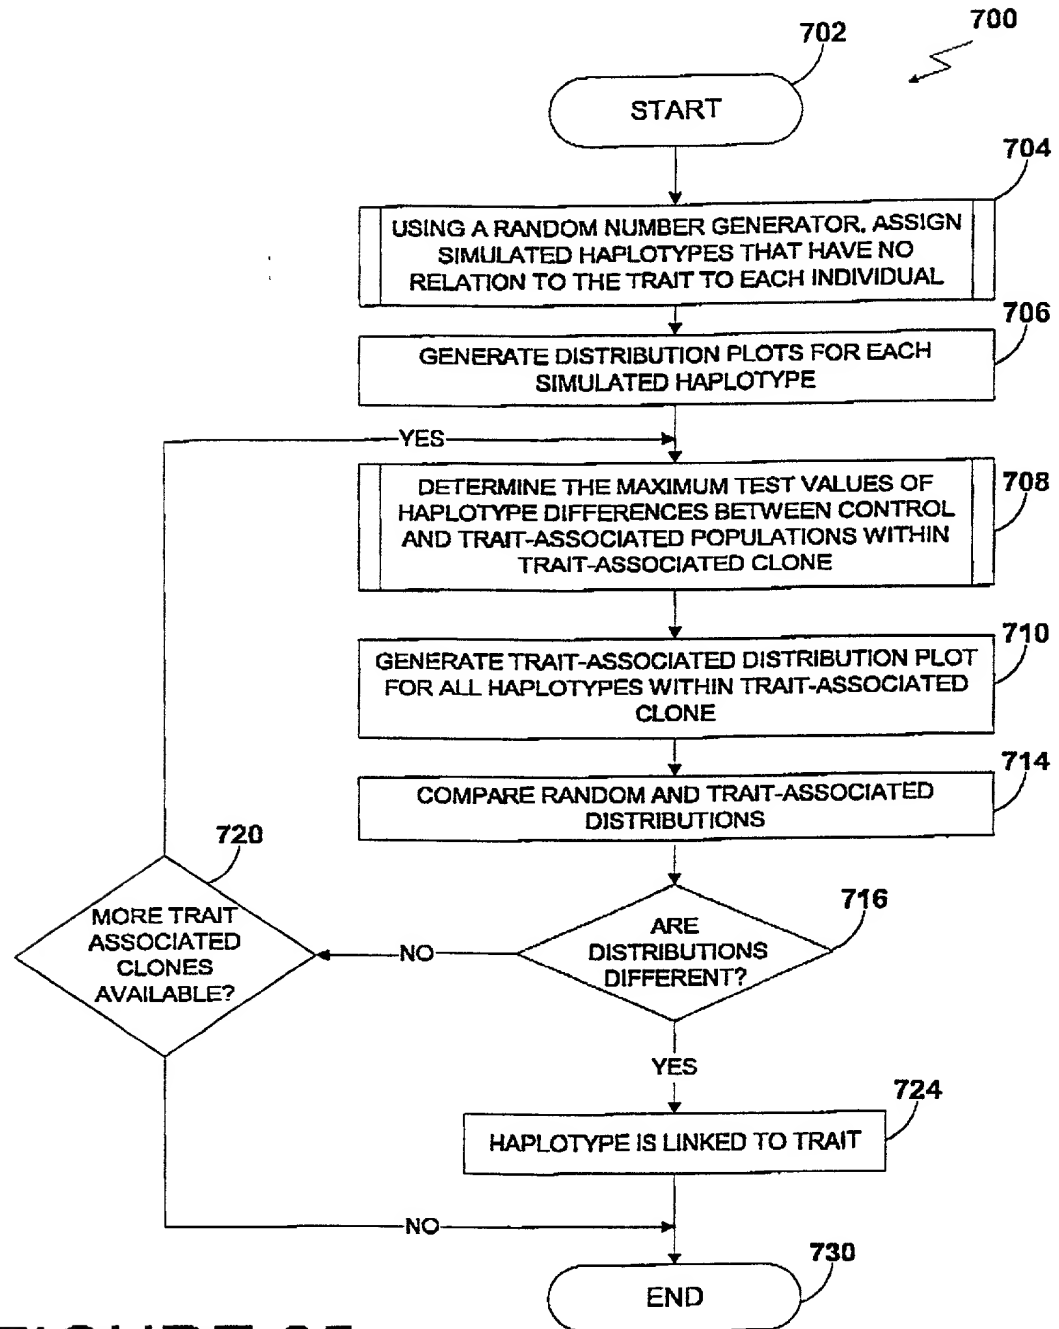 700
702
START
704
USING A RANDOM NUMBER GENERATOR, ASSIGN
SIMULATED HAPLOTYPES THAT HAVE NO
RELATION TO THE TRAIT TO EACH INDIVIDUAL
706
GENERATE DISTRIBUTION PLOTS FOR EACH
SIMULATED HAPLOTYPE
YES
708
DETERMINE THE MAXIMUM TEST VALUES OF
HAPLOTYPE DIFFERENCES BETWEEN CONTROL
AND TRAIT-ASSOCIATED POPULATIONS WITHIN
TRAIT-ASSOCIATED CLONE
710
GENERATE TRAIT-ASSOCIATED DISTRIBUTION PLOT
FOR ALL HAPLOTYPES WITHIN TRAIT-ASSOCIATED
CLONE
714
COMPARE RANDOM AND TRAIT-ASSOCIATED
DISTRIBUTIONS
720
MORE TRAIT
ASSOCIATED
CLONES
AVAILABLE?
NO
716
ARE
DISTRIBUTIONS
DIFFERENT?
YES
724
HAPLOTYPE IS LINKED TO TRAIT
NO
730
END